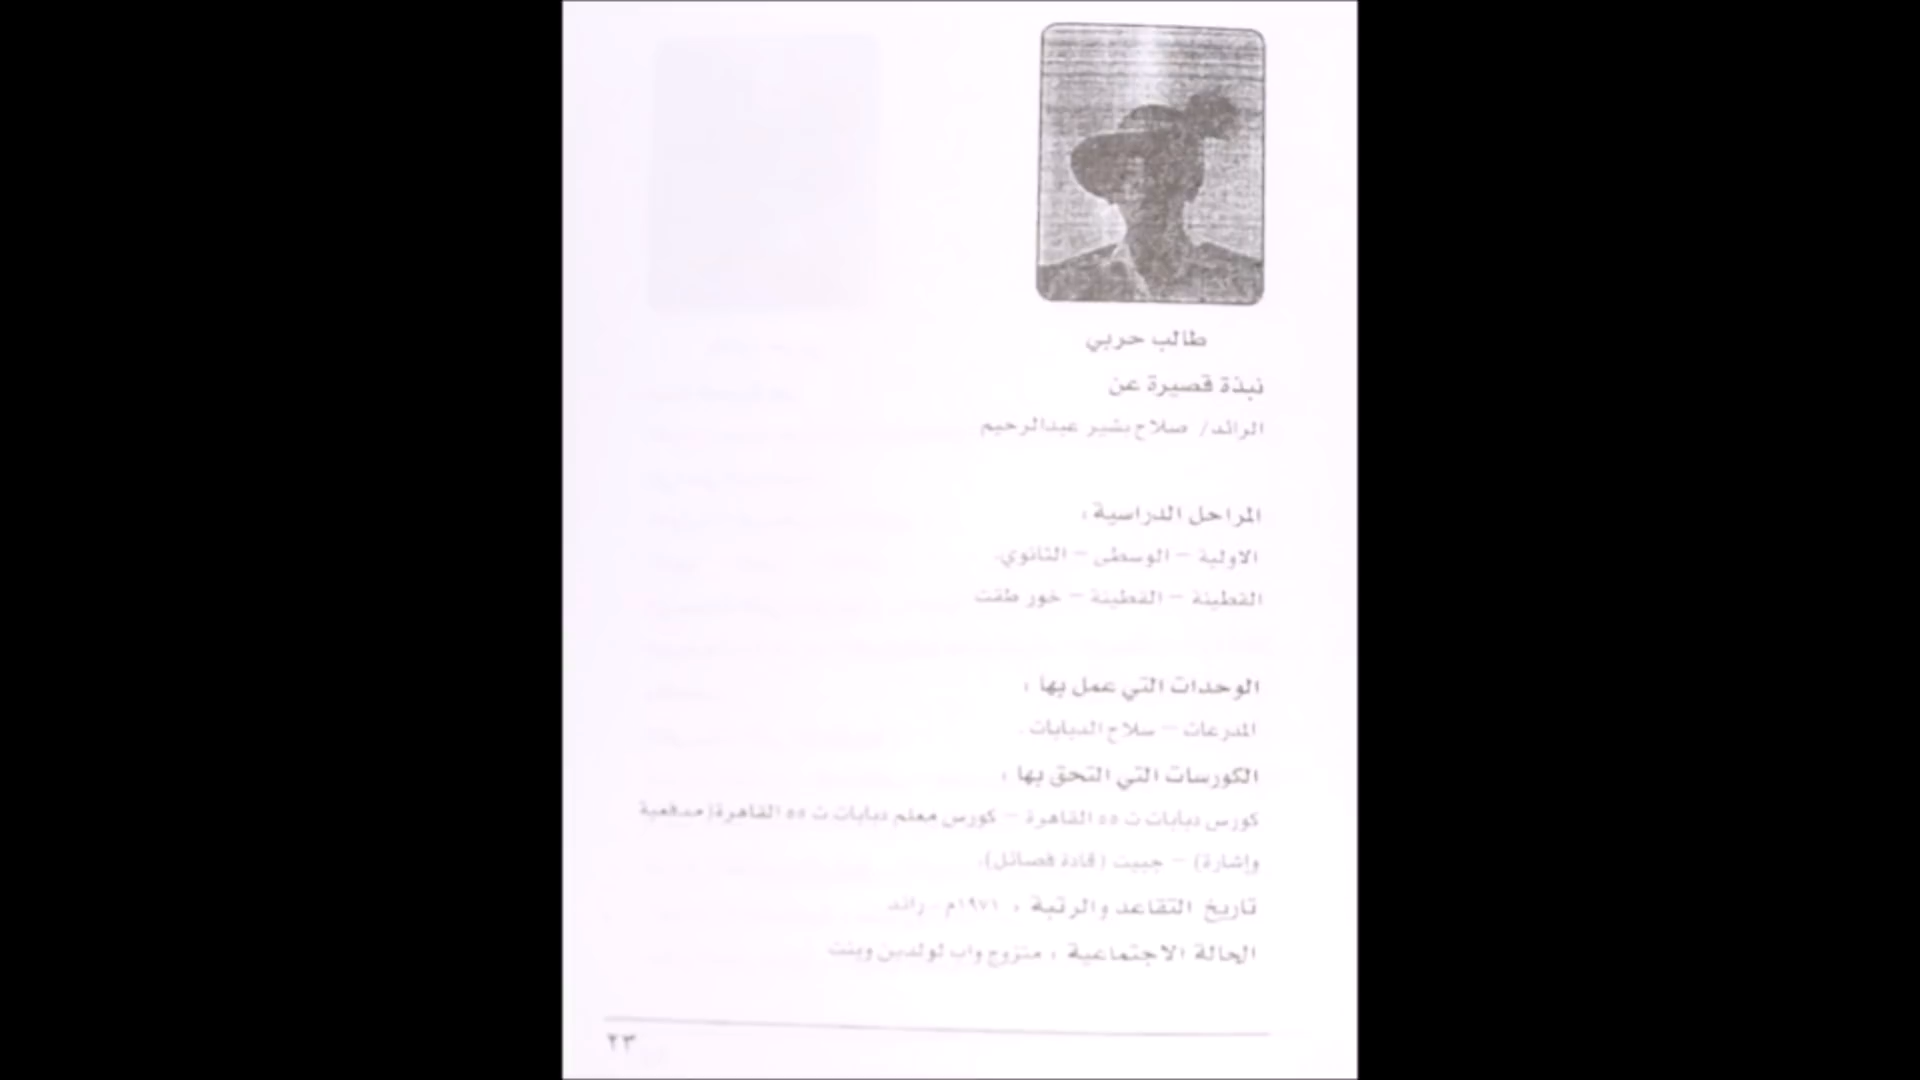 طالب حربي
نبذة قصيرة عن
الرائد/ صلاح بشير عبدالرحيم
المراحل الدراسية :
الاولية – الوسطى – الثانوي.
القطينة – القطينة – خور طقت
الوحدات التي عمل بها :
المدرعات – سلاح الدبابات .
الكورسات التي التحق بها :
كورس دبابات ت ٥٥ القاهرة – كورس معلم دبابات ت ٥٥ القاهرة (مدفعية
وإشارة) – جبيت (قادة فصائل).
تاريخ التقاعد والرتبة : ١٩٧١م- رائد
الحالة الاجتماعية : متزوج واب لولدين وبنت
٢٣